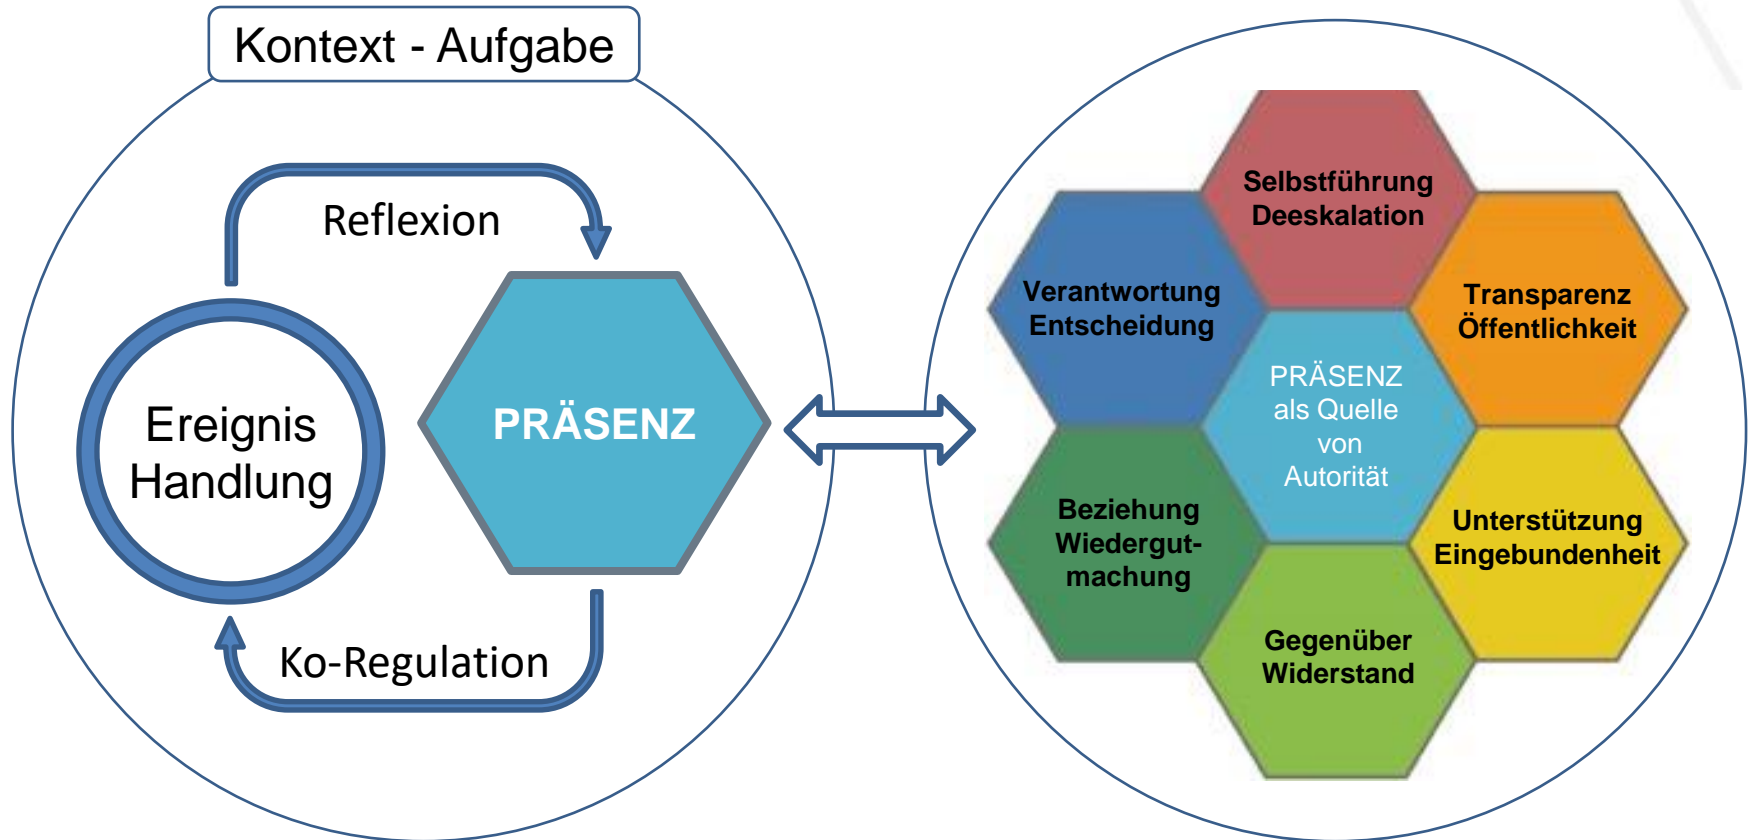 Kontext - Aufgabe
Reflexion
Ereignis
Handlung
PRÄSENZ
Ko-Regulation
Selbstführung
Deeskalation
Verantwortung
Entscheidung
Transparenz
Öffentlichkeit
PRÄSENZ
als Quelle
von
Autorität
Beziehung
Wiedergut-
machung
Unterstützung
Eingebundenheit
Gegenüber
Widerstand